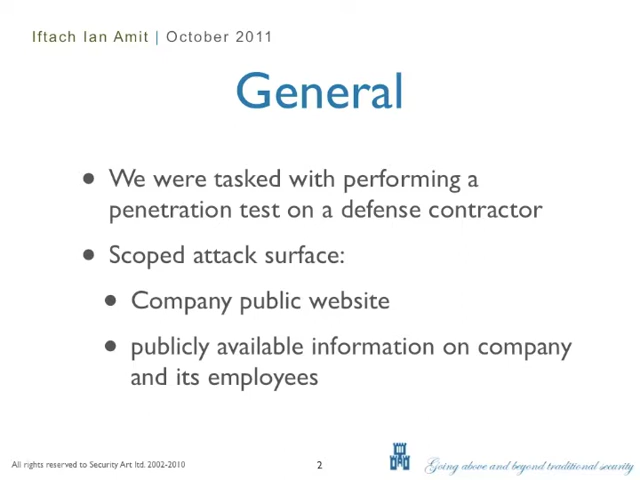 Iftach Ian Amit | October 2011
General
• We were tasked with performing a
penetration test on a defense contractor
• Scoped attack surface:
• Company public website
• publicly available information on company
and its employees
All rights reserved to Security Art ltd. 2002-2010
2
Going above and beyond traditional security